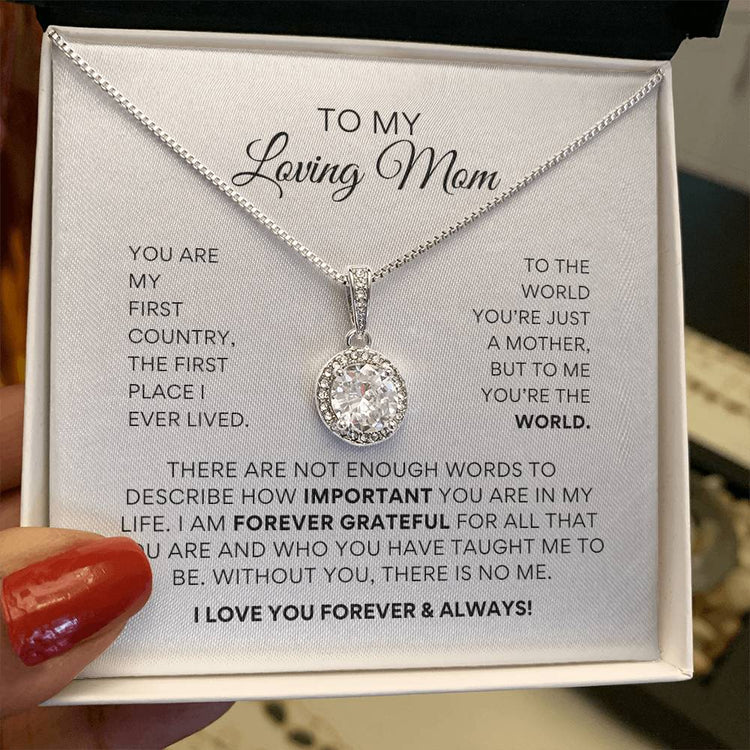 TO MY
Loving Mom
YOU ARE
MY
FIRST
COUNTRY,
THE FIRST
PLACE I
EVER LIVED.
TO THE
WORLD
YOU'RE JUST
A MOTHER,
BUT TO ME
YOU'RE THE
WORLD.
THERE ARE NOT ENOUGH WORDS TO
DESCRIBE HOW IMPORTANT YOU ARE IN MY
LIFE. I AM FOREVER GRATEFUL FOR ALL THAT
YOU ARE AND WHO YOU HAVE TAUGHT ME TO
BE. WITHOUT YOU, THERE IS NO ME.
I LOVE YOU FOREVER & ALWAYS!